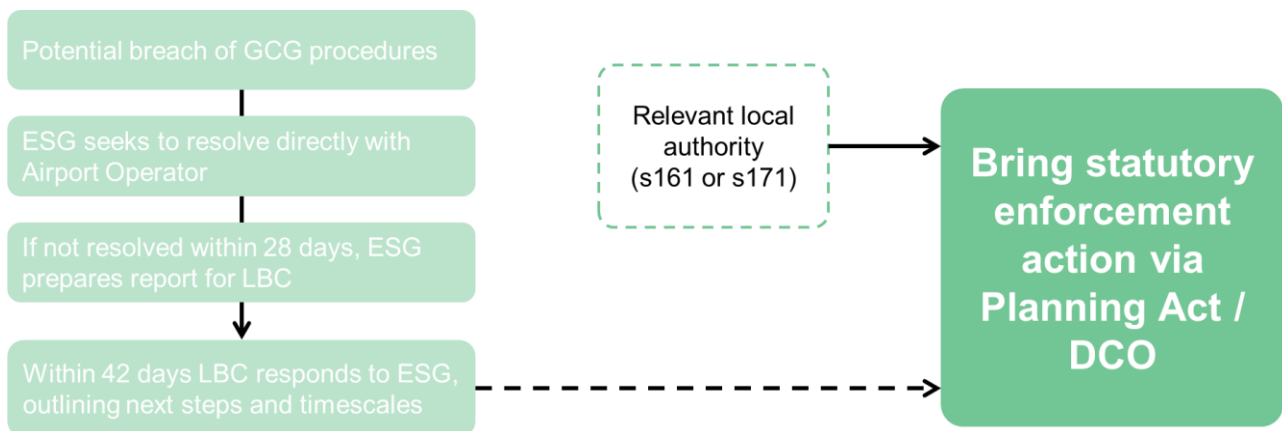 Potential breach of GCG procedures
ESG seeks to resolve directly with
Airport Operator
If not resolved within 28 days, ESG
prepares report for LBC
Within 42 days LBC responds to ESG,
outlining next steps and timescales
Relevant local
authority
(s161 or s171)
Bring statutory
enforcement
action via
Planning Act /
DCO